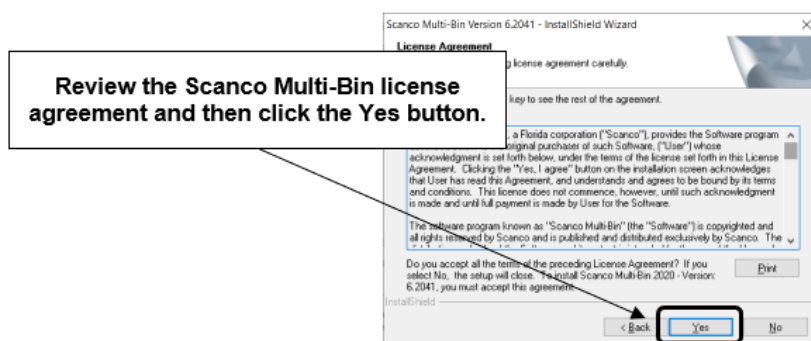 Scanco Multi-Bin Version 6.2041 - InstallShield Wizard
License Agreement
license agreement carefully.
Review the Scanco Multi-Bin license
agreement and then click the Yes button.
key to see the rest of the agreement.
, a Florida corporation ("Scanco"), provides the Software program
original purchaser of such Software, ("User") whose
acknowledgment is set forth below, under the terms of the license set forth in this License
Agreement. Clicking the "Yes, I agree" button on the installation screen acknowledges
that User has read this Agreement, and understands and agrees to be bound by its terms
and conditions. This license does not commence, however, until such acknowledgment
is made and until full payment is made by User for the Software.
The software program known as "Scanco Multi-Bin" (the "Software") is copyrighted and
all rights reserved by Scanco and is published and distributed exclusively by Scanco. The
Do you accept all the terms of the preceding License Agreement? If you
select No, the setup will close. To install Scanco Multi-Bin 2020 - Version:
6.2041, you must accept this agreement.
Print
InstallShield
< Back
Yes
No